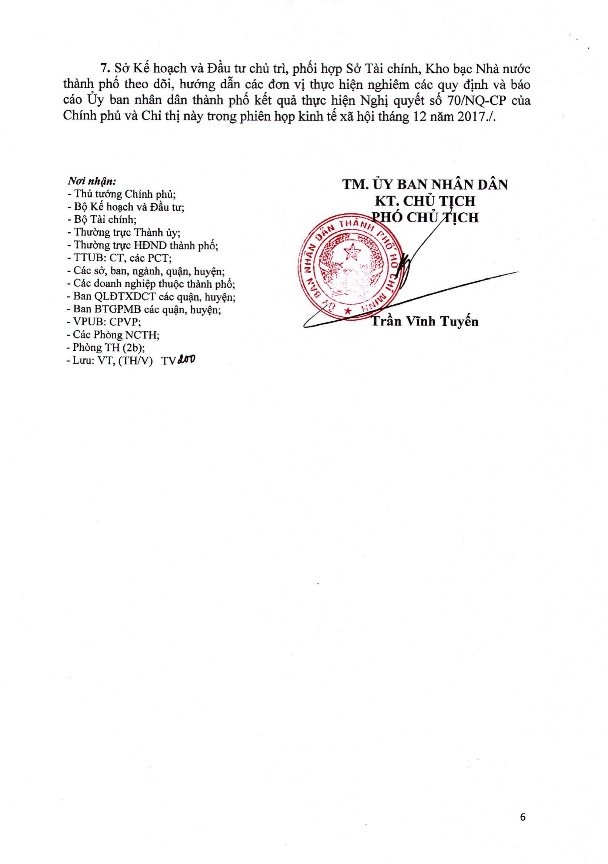 7. Sở Kế hoạch và Đầu tư chủ trì, phối hợp Sở Tài chính, Kho bạc Nhà nước
thành phố theo dõi, hướng dẫn các đơn vị thực hiện nghiêm các quy định và báo
cáo Ủy ban nhân dân thành phố kết quả thực hiện Nghị quyết số 70/NQ-CP của
Chính phủ và Chỉ thị này trong phiên họp kinh tế xã hội tháng 12 năm 2017./.
Nơi nhận:
- Thủ tướng Chính phủ;
- Bộ Kế hoạch và Đầu tư;
- Bộ Tài chính;
- Thường trực Thành ủy;
- Thường trực HĐND thành phố;
- TTUB: CT, các PCT;
- Các sở, ban, ngành, quận, huyện;
- Các doanh nghiệp thuộc thành phố;
- Ban QLĐTXDCT các quận, huyện;
- Ban BTGPMB các quận, huyện;
- VPUB: CPVP;
- Các Phòng NCTH;
- Phòng TH (2b);
- Lưu: VT, (TH/V) TV 200
TM. ỦY BAN NHÂN DÂN
KT. CHỦ TỊCH
PHÓ CHỦ TỊCH
ỦY BAN NHÂN DÂN THÀNH PHỐ HỒ CHÍ MINH
Trần Vĩnh Tuyến
6